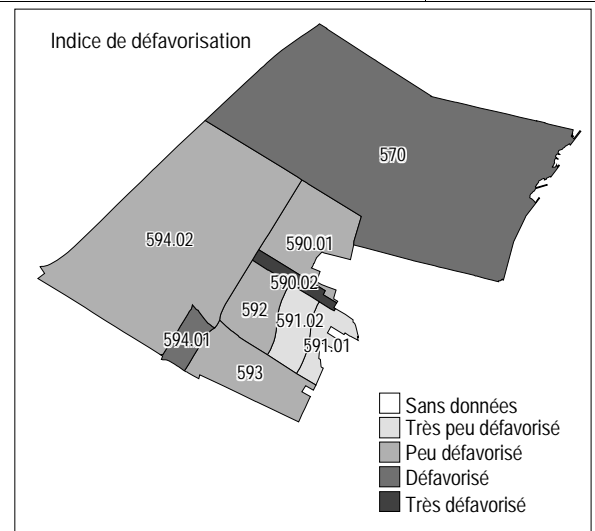 Indice de défavorisation
570
594.02
590.01
590.02
592
591.02
594.01
591.01
593
Sans données
Très peu défavorisé
Peu défavorisé
Défavorisé
Très défavorisé